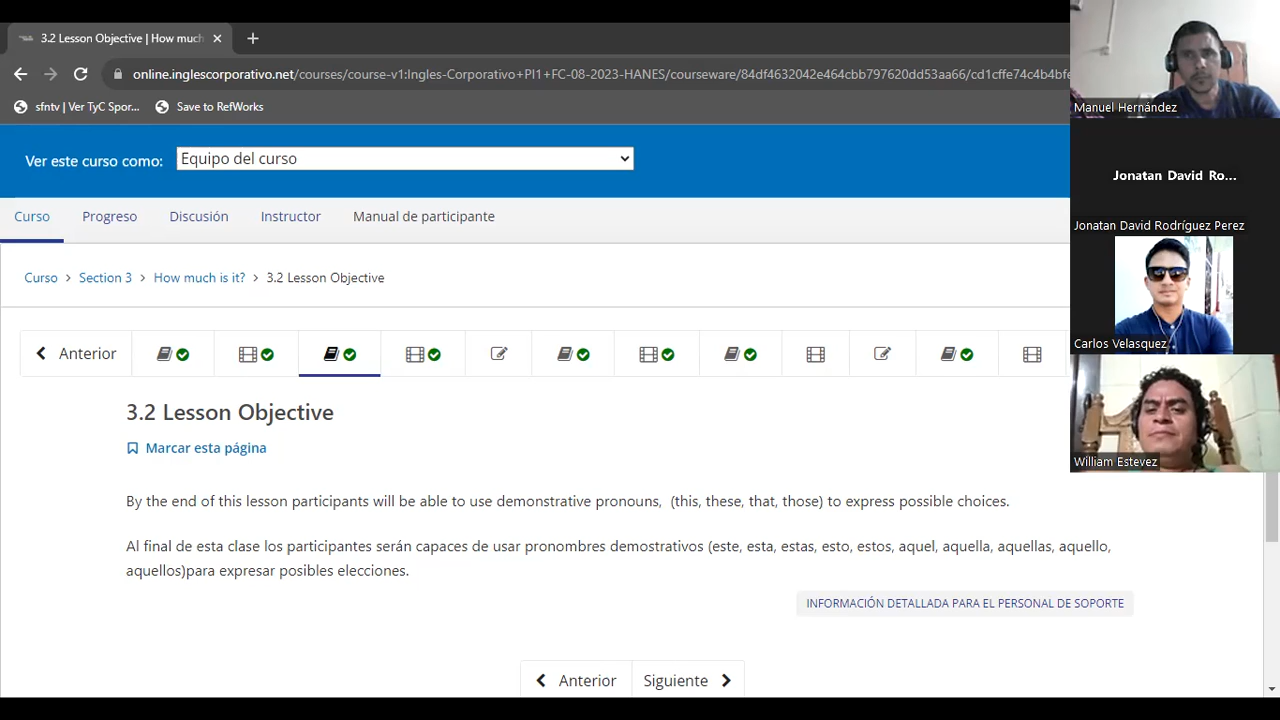 3.2 Lesson Objective | How much
online.inglescorporativo.net/courses/course-v1:Ingles-Corporativo+PI1+FC-08-2023-HANES/courseware/84df4632042e464cbb797620dd53aa66/cd1cffe74c4b4bfe
sfntv | Ver TyC Spor...
Save to RefWorks
Ver este curso como: Equipo del curso
Curso Progreso Discusión Instructor Manual de participante
Curso > Section 3 > How much is it? > 3.2 Lesson Objective
Anterior
3.2 Lesson Objective
Marcar esta página
By the end of this lesson participants will be able to use demonstrative pronouns, (this, these, that, those) to express possible choices.
Al final de esta clase los participantes serán capaces de usar pronombres demostrativos (este, esta, estas, esto, estos, aquel, aquella, aquellas, aquello,
aquellos)para expresar posibles elecciones.
INFORMACIÓN DETALLADA PARA EL PERSONAL DE SOPORTE
Anterior Siguiente
Manuel Hernández
Jonatan David Ro...
Jonatan David Rodríguez Perez
Carlos Velasquez
William Estevez